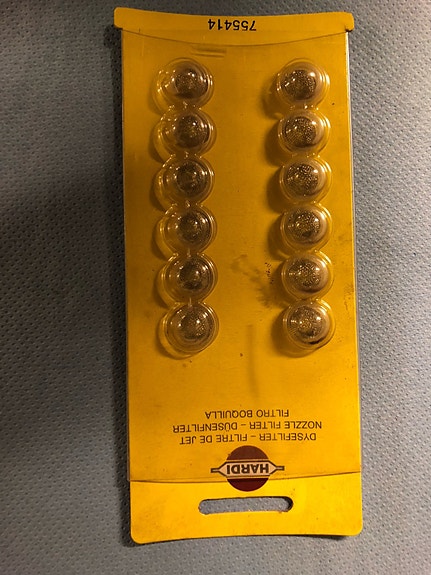 HARDI
DYSEFILTER – FILTRE DE JET
NOZZLE FILTER – DÜSENFILTER
FILTRO BOQUILLA
755414